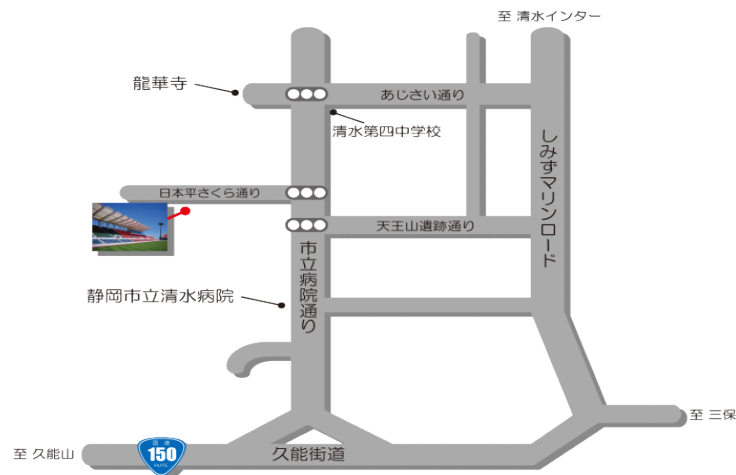 至 清水インター
龍華寺
あじさい通り
清水第四中学校
しみずマリンロード
日本平さくら通り
天王山遺跡通り
市立病院通り
静岡市立清水病院
至 三保
久能街道
至 久能山
国道
150
ROUTE